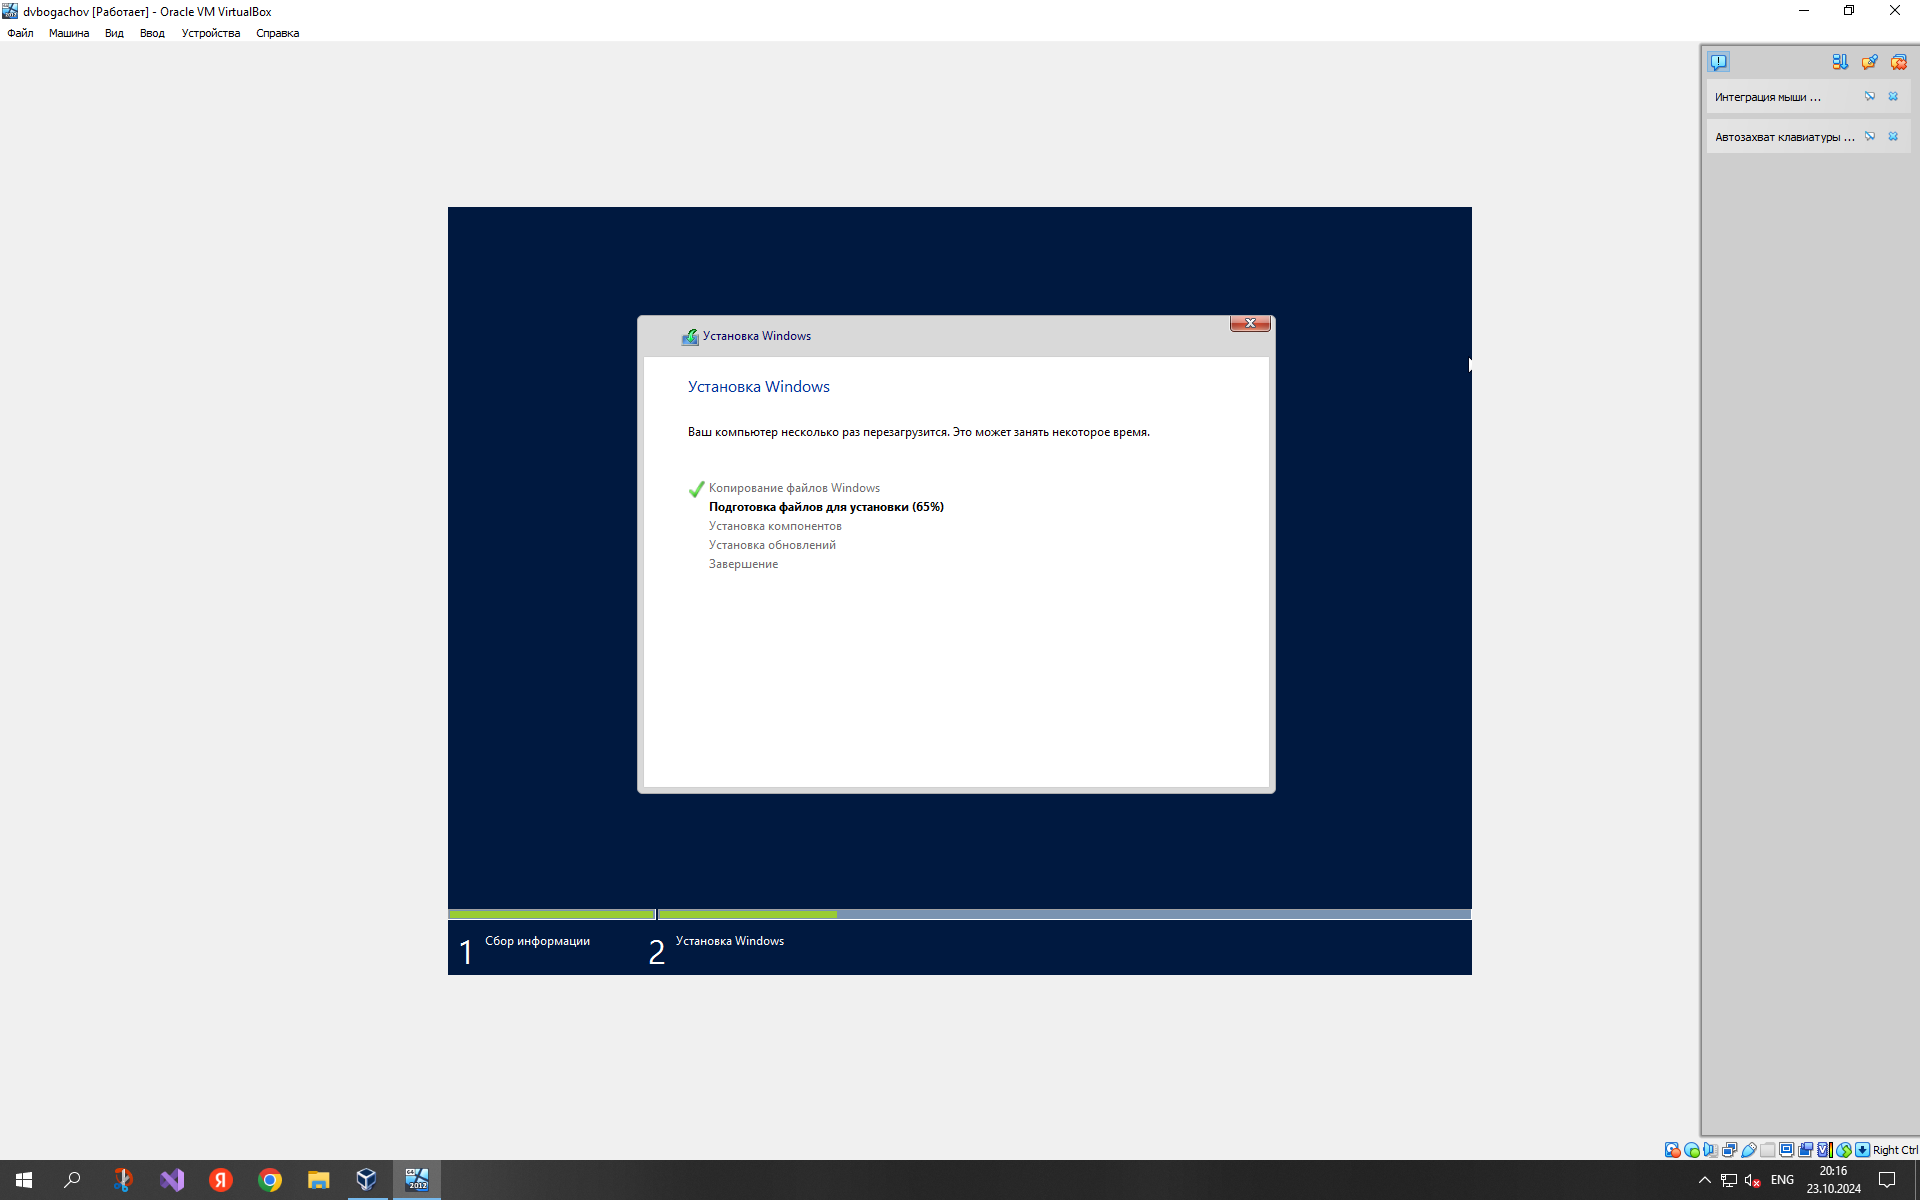 dvbogachov [Работает] - Oracle VM VirtualBox
Файл Машина Вид Ввод Устройства Справка
Интеграция мыши ...
Автозахват клавиатуры ...
Установка Windows
Установка Windows
Ваш компьютер несколько раз перезагрузится. Это может занять некоторое время.
Копирование файлов Windows
Подготовка файлов для установки (65%)
Установка компонентов
Установка обновлений
Завершение
1 Сбор информации 2 Установка Windows
Right Ctrl
Я
64
2012
ENG
20:16
23.10.2024